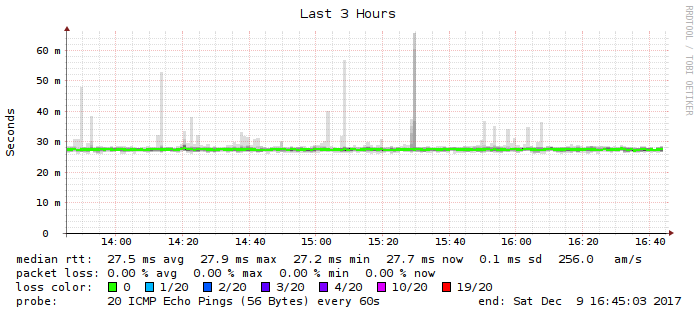 Last 3 Hours
RRDTOOL / TOBI OETIKER
Seconds
60 m
50 m
40 m
30 m
20 m
10 m
0
14:00 14:20 14:40 15:00 15:20 15:40 16:00 16:20 16:40
median rtt: 27.5 ms avg 27.9 ms max 27.2 ms min 27.7 ms now 0.1 ms sd 256.0 am/s
packet loss: 0.00 % avg 0.00 % max 0.00 % min 0.00 % now
loss color: 0 1/20 2/20 3/20 4/20 10/20 19/20
probe: 20 ICMP Echo Pings (56 Bytes) every 60s end: Sat Dec 9 16:45:03 2017